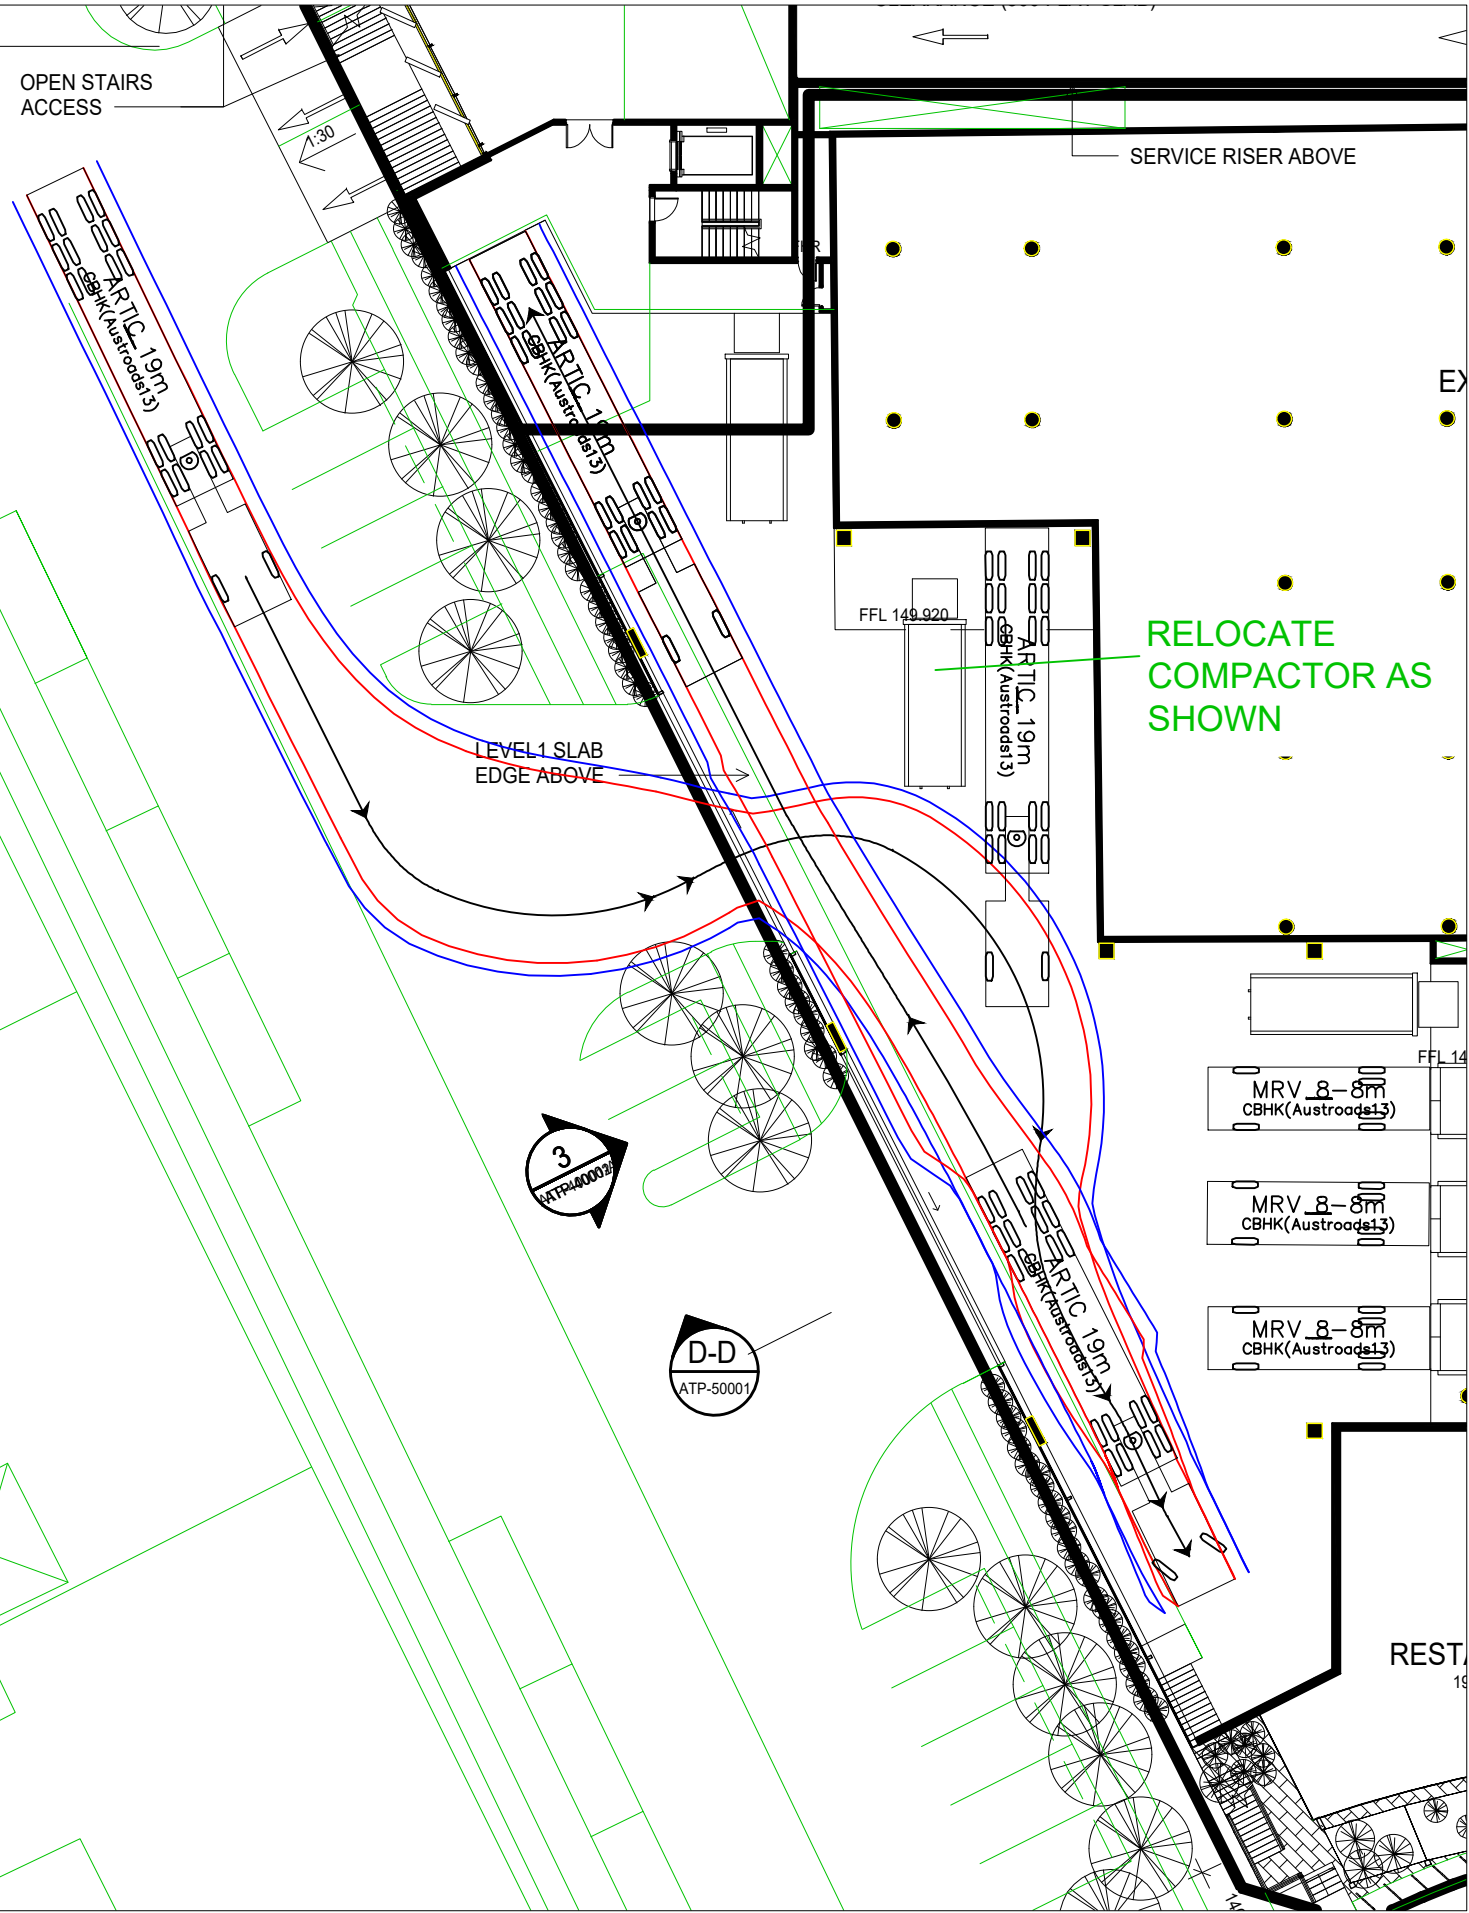 OPEN STAIRS
ACCESS
1:30
SERVICE RISER ABOVE
ARTIC 19m
CBHK(Austroads13)
ARTIC 19m
CBHK(Austroads13)
FFL 149.920
ARTIC 19m
CBHK(Austroads13)
RELOCATE
COMPACTOR AS
SHOWN
LEVEL1 SLAB
EDGE ABOVE
FFL 14
MRV 8-8m
CBHK(Austroads13)
MRV 8-8m
CBHK(Austroads13)
MRV 8-8m
CBHK(Austroads13)
3
ARTIC 19m
CBHK(Austroads13)
D-D
ATP-50001